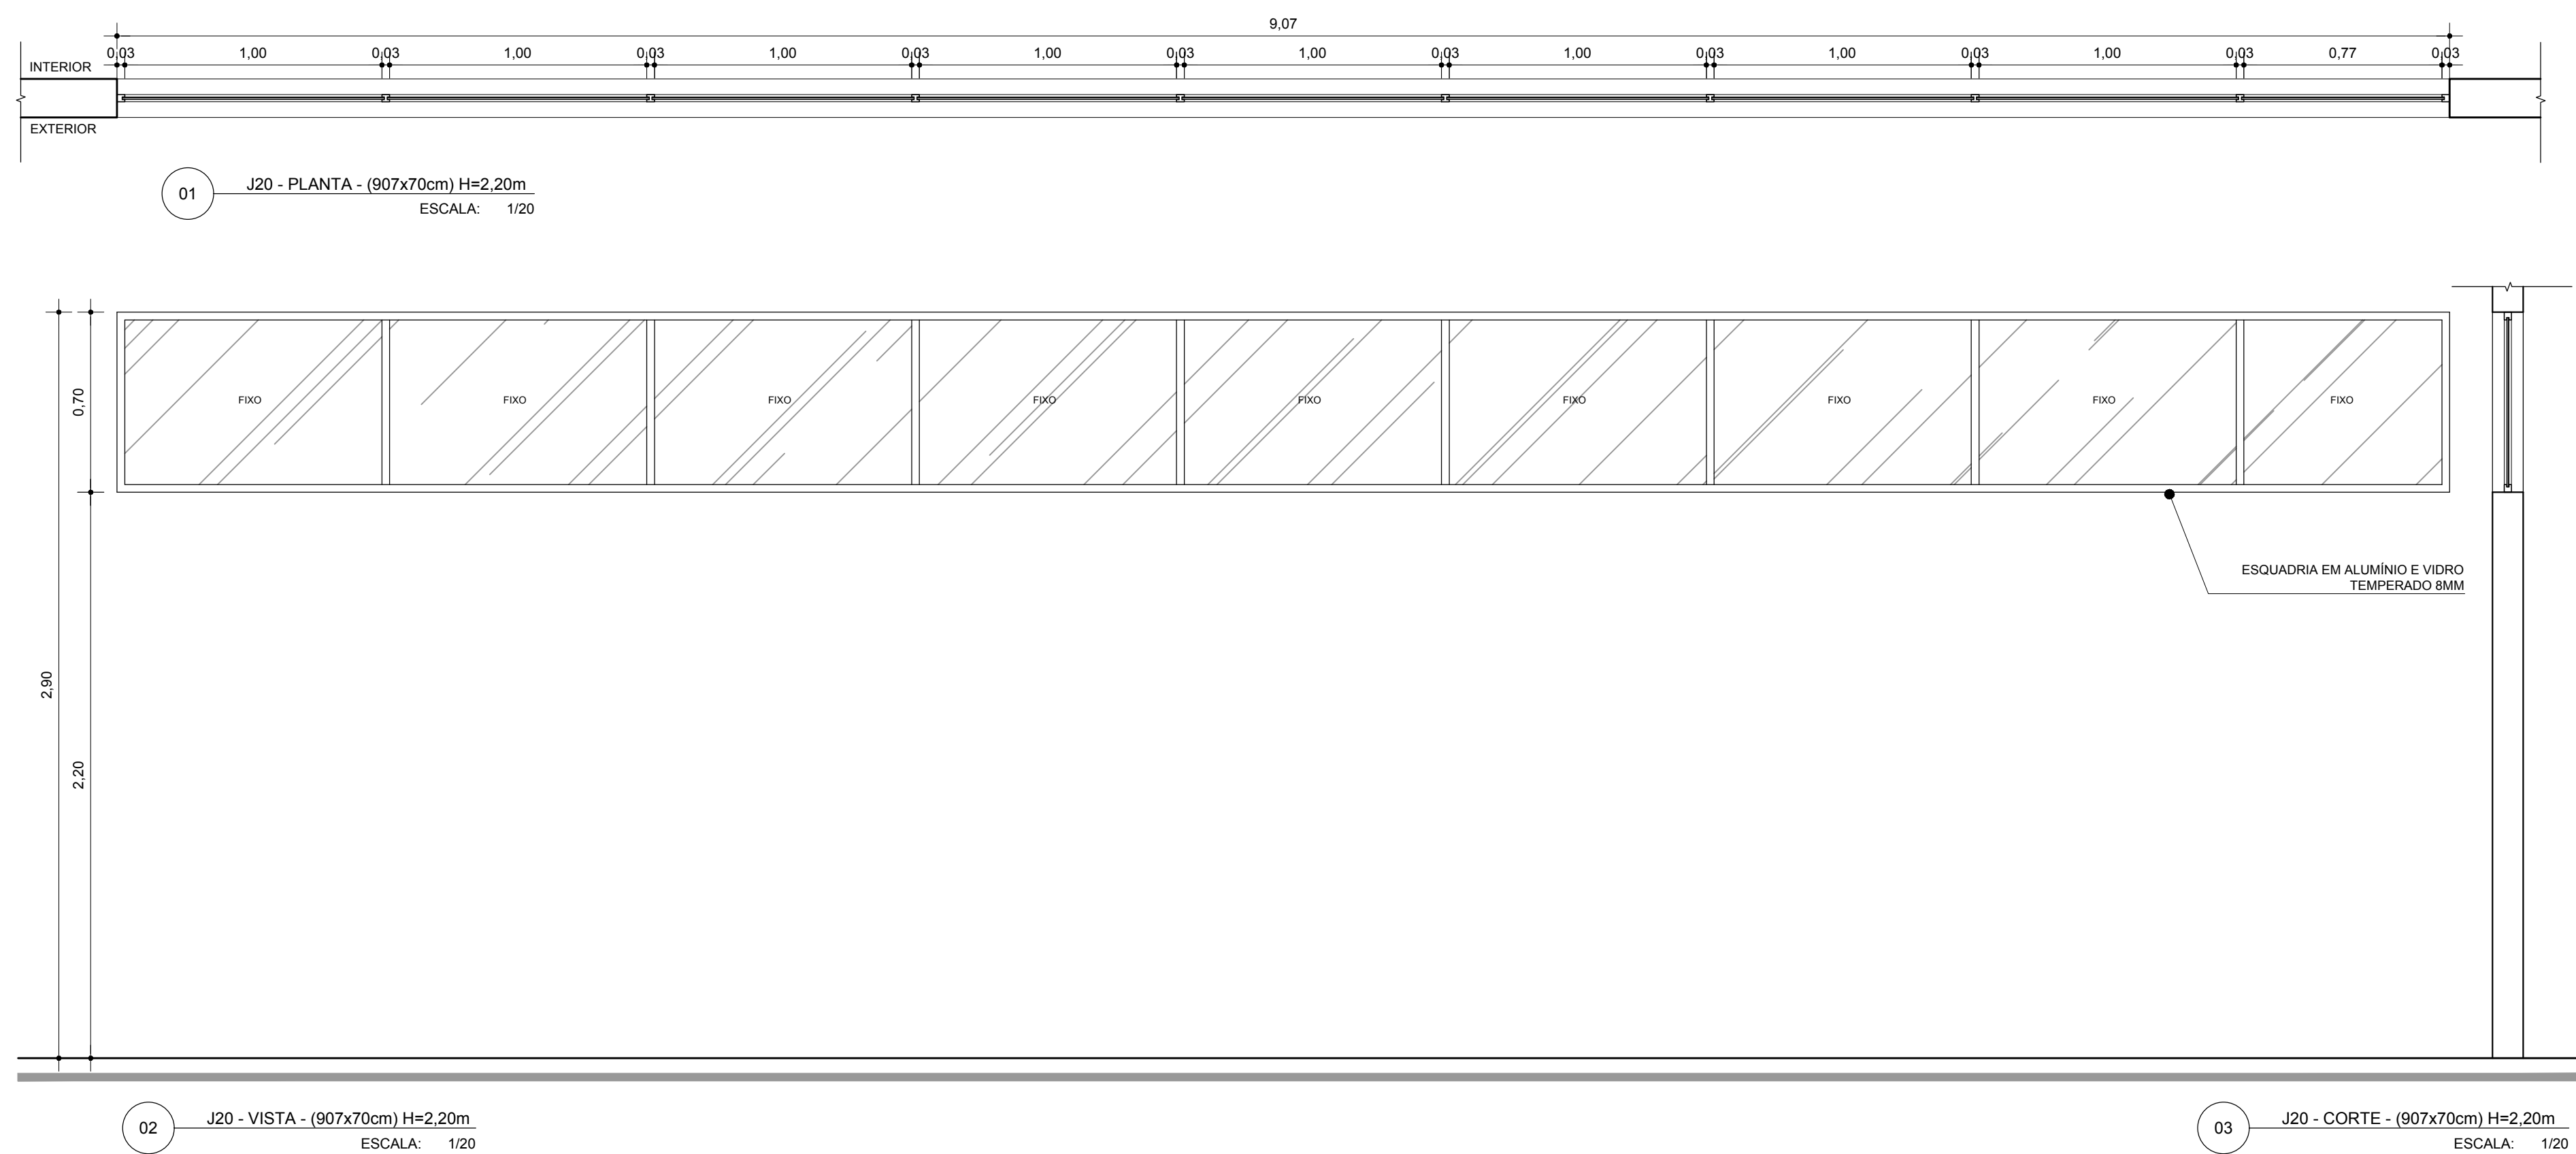 9,07
0,03 1,00 0,03 1,00 0,03 1,00 0,03 1,00 0,03 1,00 0,03 1,00 0,03 1,00 0,03 1,00 0,03 0,77 0,03
INTERIOR
EXTERIOR
01
J20 - PLANTA - (907x70cm) H=2,20m
ESCALA: 1/20
0,70
FIXO FIXO FIXO FIXO FIXO FIXO FIXO FIXO FIXO
ESQUADRIA EM ALUMÍNIO E VIDRO
TEMPERADO 8MM
2,90
2,20
02
J20 - VISTA - (907x70cm) H=2,20m
ESCALA: 1/20
03
J20 - CORTE - (907x70cm) H=2,20m
ESCALA: 1/20